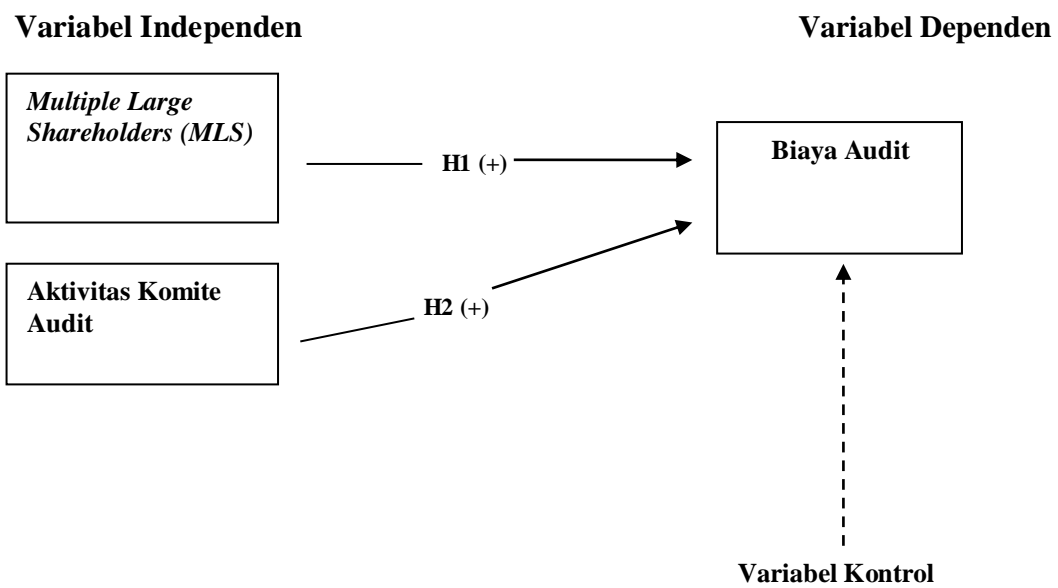 Variabel Independen
Variabel Dependen
Multiple Large
Shareholders (MLS)
H1 (+)
Biaya Audit
Aktivitas Komite
Audit
H2 (+)
Variabel Kontrol